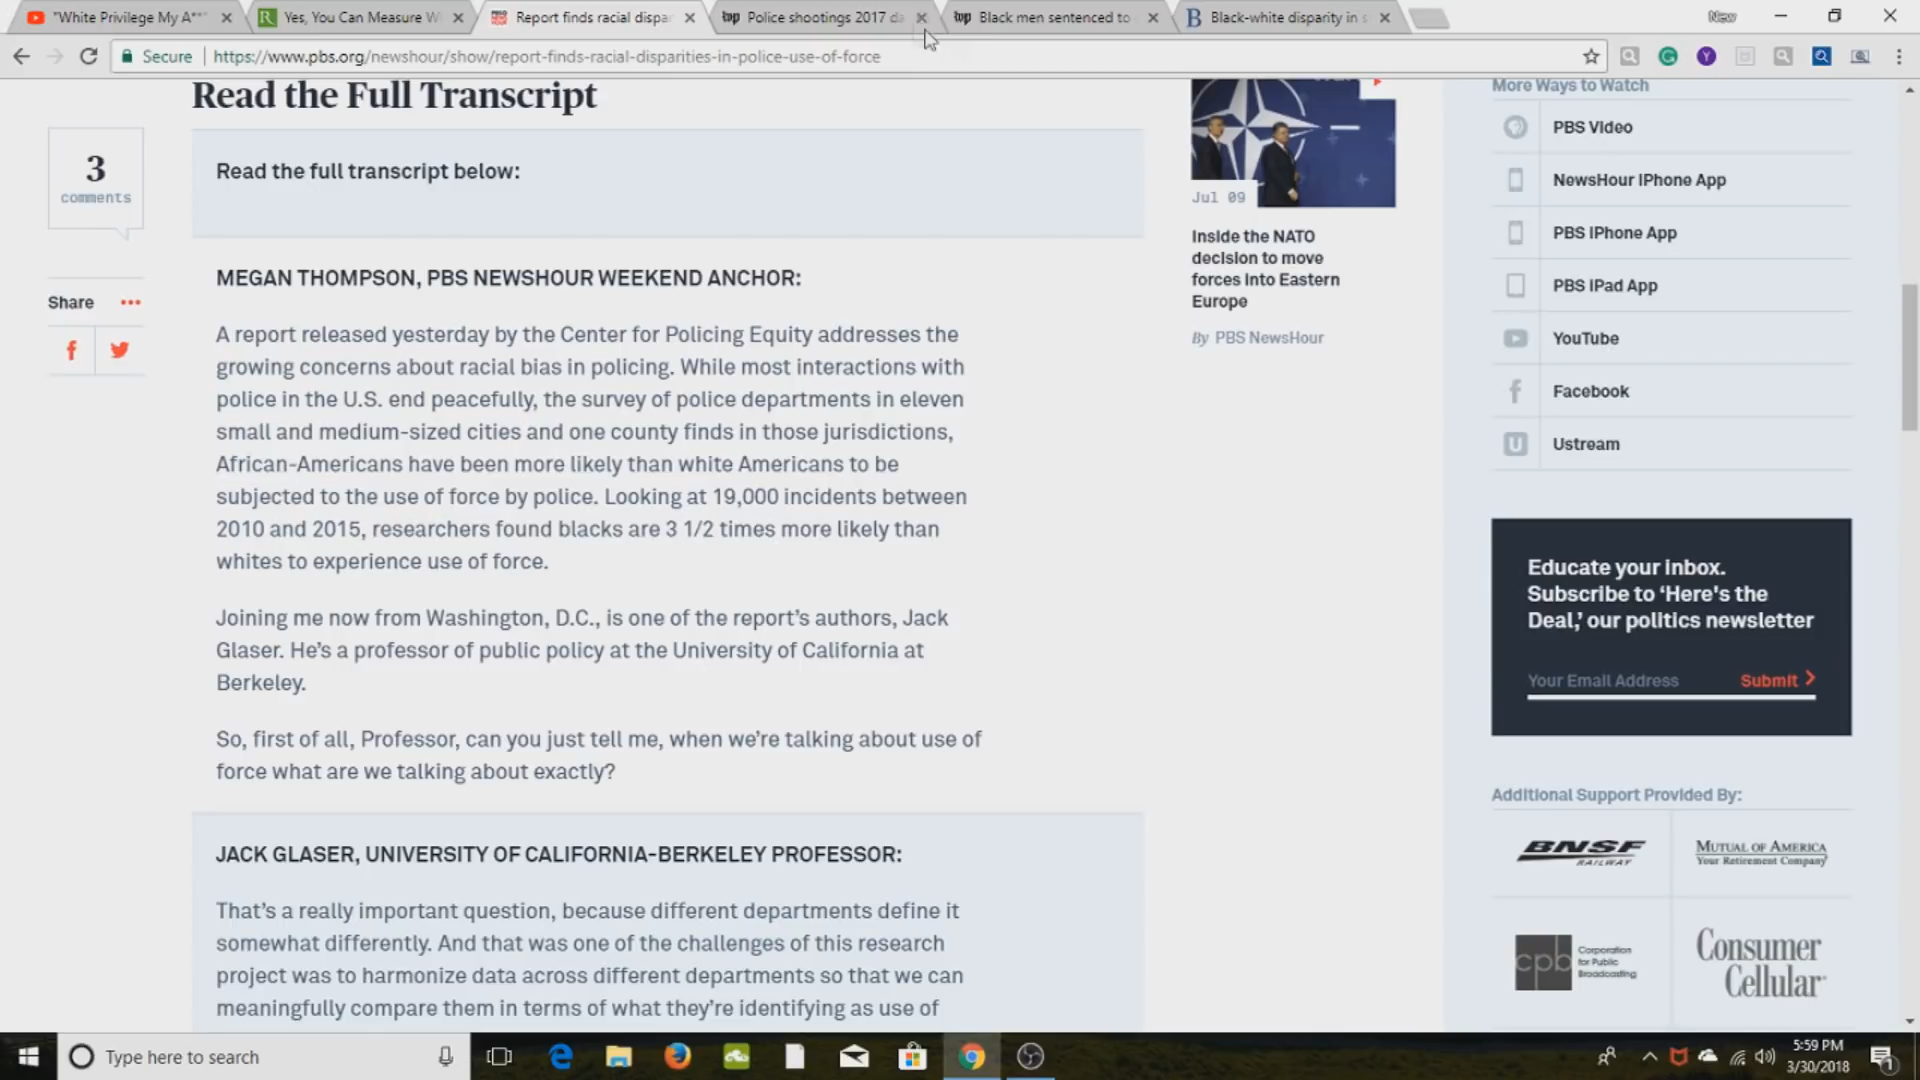 "White Privilege My A**"
Yes, You Can Measure W
Report finds racial dispar
Police shootings 2017 da
Black men sentenced to
Black-white disparity in s
New
Secure
https://www.pbs.org/newshour/show/report-finds-racial-disparities-in-police-use-of-force
Read the Full Transcript
3
comments
Share
Read the full transcript below:
MEGAN THOMPSON, PBS NEWSHOUR WEEKEND ANCHOR:
A report released yesterday by the Center for Policing Equity addresses the
growing concerns about racial bias in policing. While most interactions with
police in the U.S. end peacefully, the survey of police departments in eleven
small and medium-sized cities and one county finds in those jurisdictions,
African-Americans have been more likely than white Americans to be
subjected to the use of force by police. Looking at 19,000 incidents between
2010 and 2015, researchers found blacks are 3 1/2 times more likely than
whites to experience use of force.
Joining me now from Washington, D.C., is one of the report's authors, Jack
Glaser. He's a professor of public policy at the University of California at
Berkeley.
So, first of all, Professor, can you just tell me, when we're talking about use of
force what are we talking about exactly?
JACK GLASER, UNIVERSITY OF CALIFORNIA-BERKELEY PROFESSOR:
That's a really important question, because different departments define it
somewhat differently. And that was one of the challenges of this research
project was to harmonize data across different departments so that we can
meaningfully compare them in terms of what they're identifying as use of
Jul 09
Inside the NATO
decision to move
forces into Eastern
Europe
By PBS NewsHour
More Ways to Watch
PBS Video
NewsHour iPhone App
PBS iPhone App
PBS iPad App
YouTube
Facebook
Ustream
Educate your inbox.
Subscribe to 'Here's the
Deal,' our politics newsletter
Your Email Address
Submit
Additional Support Provided By:
BNSF
RAILWAY
MUTUAL OF AMERICA
Your Retirement Company
cpb
Corporation
for Public
Broadcasting
Consumer
Cellular
Type here to search
5:59 PM
3/30/2018
1